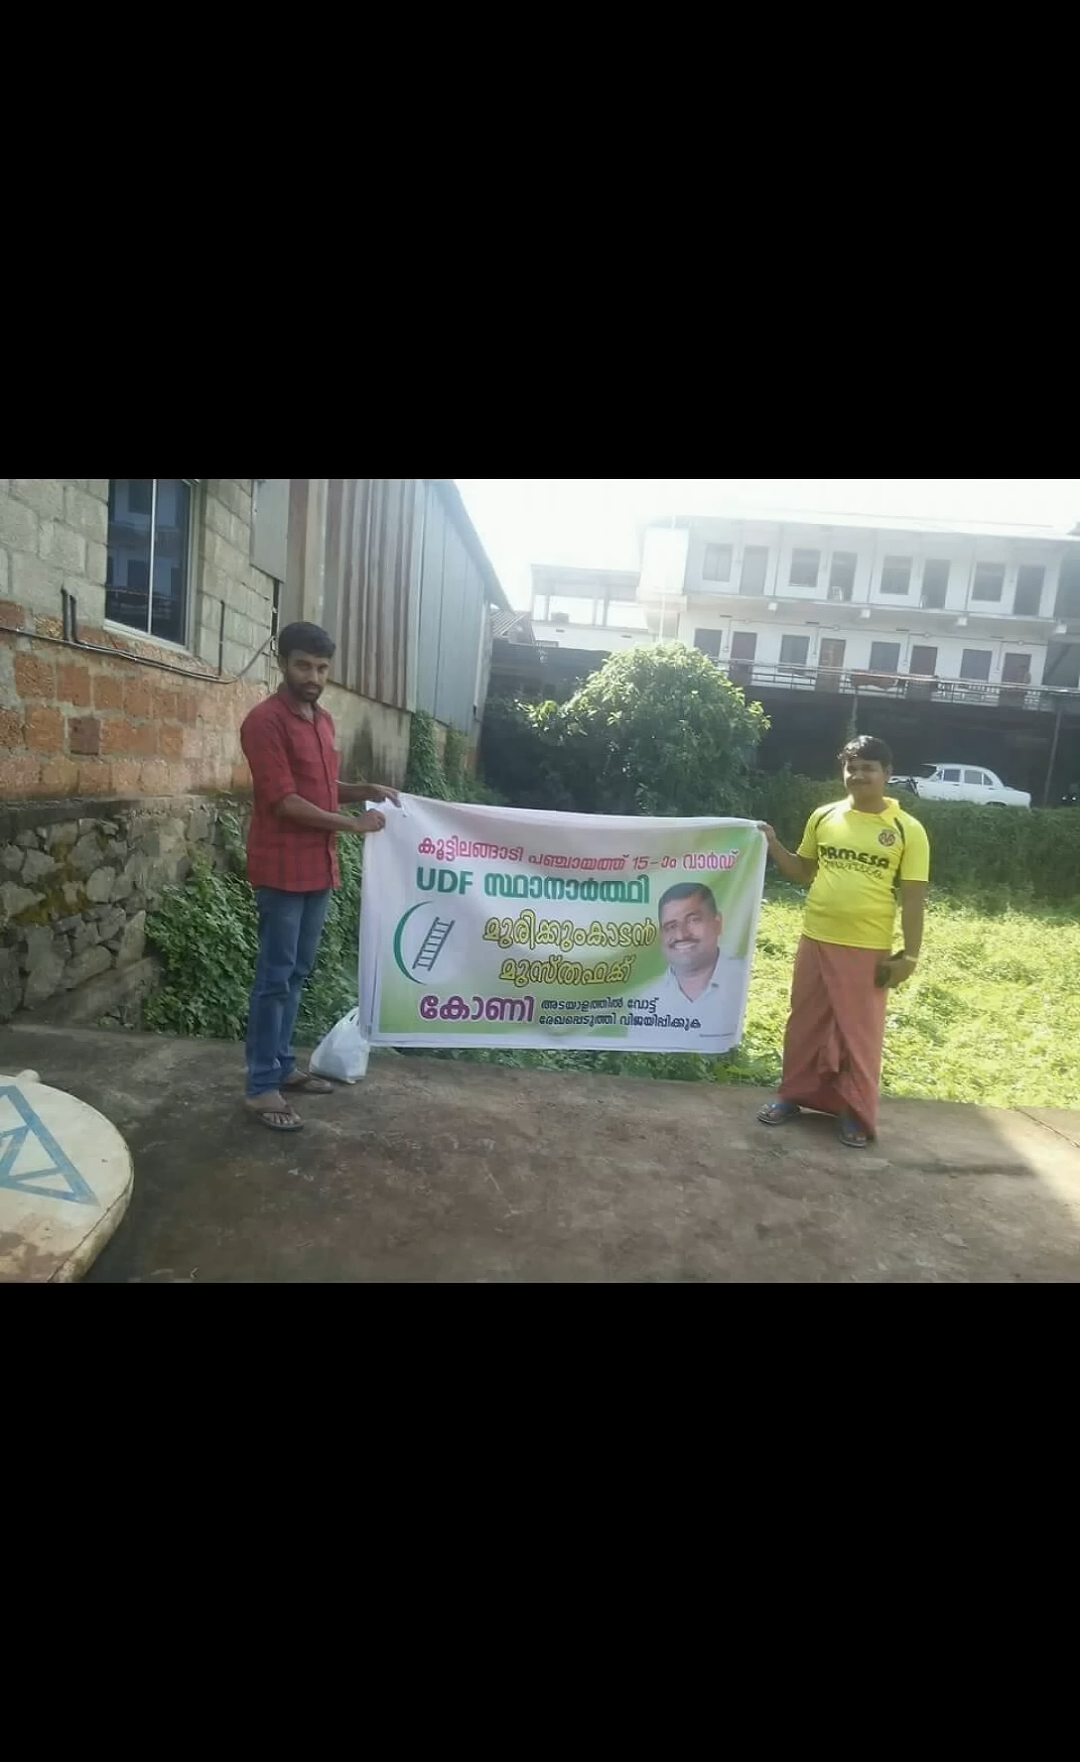 കൂട്ടിലങ്ങാടി പഞ്ചായത്ത് 15-ാം വാർഡ്
UDF സ്ഥാനാർത്ഥി
മുരിക്കുംകാടൻ
മുസ്തഫക്ക്
കോണി അടയാളത്തിൽ വോട്ട്
രേഖപ്പെടുത്തി വിജയിപ്പിക്കുക
PAMESA